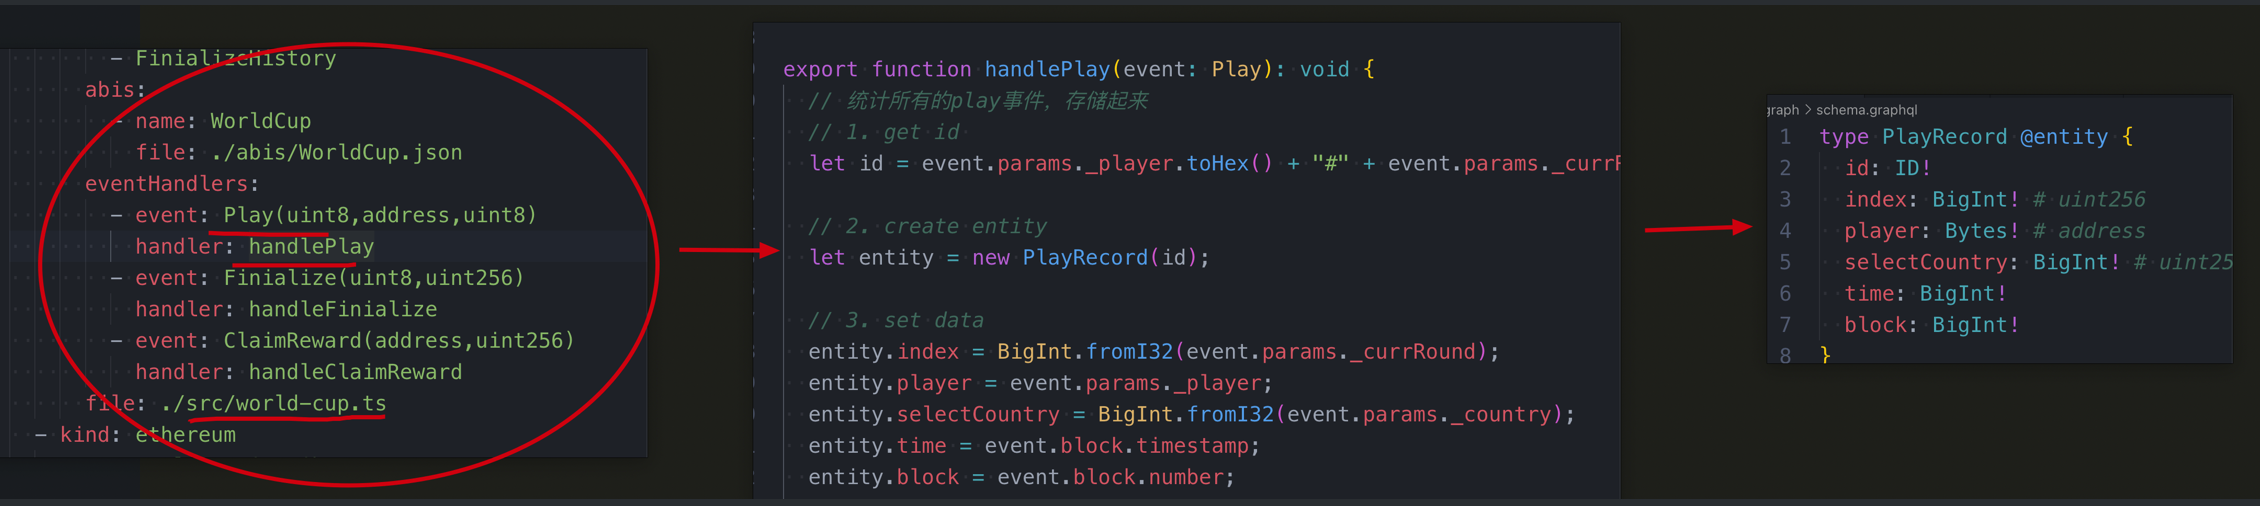 - FinializeHistory
abis:
- name: WorldCup
file: ./abis/WorldCup.json
eventHandlers:
- event: Play(uint8,address,uint8)
handler: handlePlay
- event: Finialize(uint8,uint256)
handler: handleFinialize
- event: ClaimReward(address,uint256)
handler: handleClaimReward
file: ./src/world-cup.ts
- kind: ethereum
export function handlePlay(event: Play): void {
// 统计所有的play事件，存储起来
// 1. get id
let id = event.params._player.toHex() + "#" + event.params._currR
// 2. create entity
let entity = new PlayRecord(id);
// 3. set data
entity.index = BigInt.fromI32(event.params._currRound);
entity.player = event.params._player;
entity.selectCountry = BigInt.fromI32(event.params._country);
entity.time = event.block.timestamp;
entity.block = event.block.number;
graph > schema.graphql
1 type PlayRecord @entity {
2 id: ID!
3 index: BigInt! # uint256
4 player: Bytes! # address
5 selectCountry: BigInt! # uint25
6 time: BigInt!
7 block: BigInt!
8 }